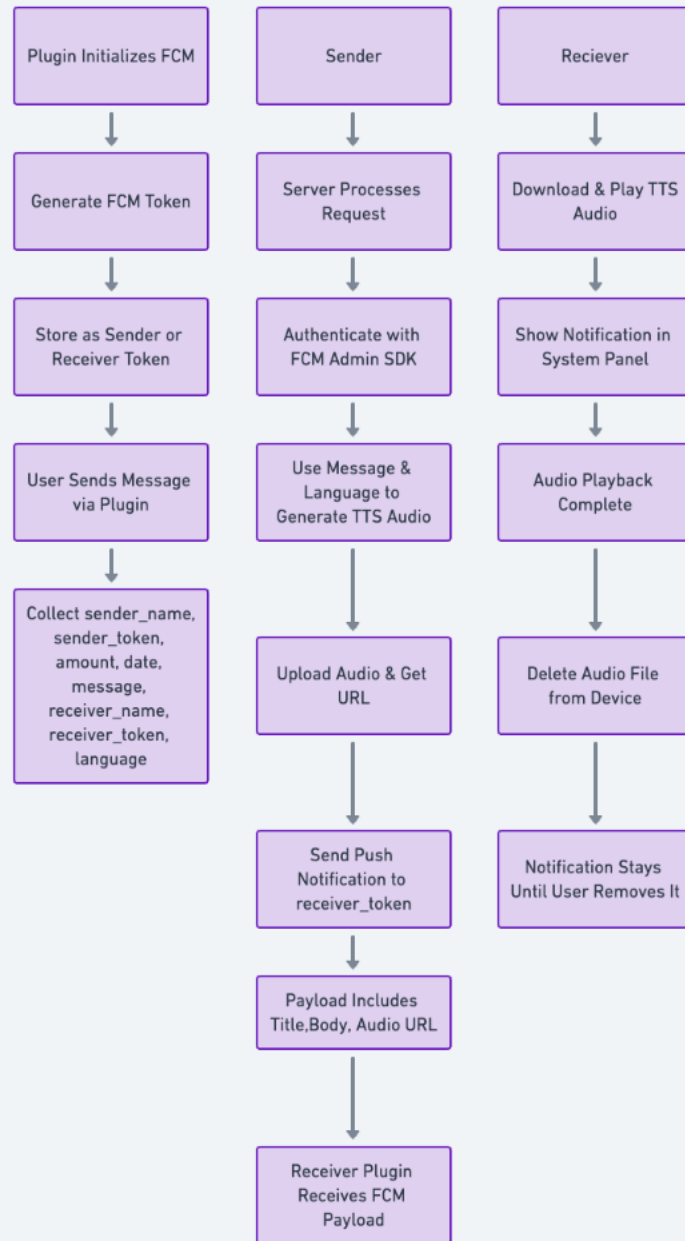 Plugin Initializes FCM
Generate FCM Token
Store as Sender or
Receiver Token
User Sends Message
via Plugin
Collect sender_name,
sender_token,
amount, date,
message,
receiver_name,
receiver_token,
language
Sender
Server Processes
Request
Authenticate with
FCM Admin SDK
Use Message &
Language to
Generate TTS Audio
Upload Audio & Get
URL
Send Push
Notification to
receiver_token
Payload Includes
Title,Body, Audio URL
Receiver Plugin
Receives FCM
Payload
Reciever
Download & Play TTS
Audio
Show Notification in
System Panel
Audio Playback
Complete
Delete Audio File
from Device
Notification Stays
Until User Removes It